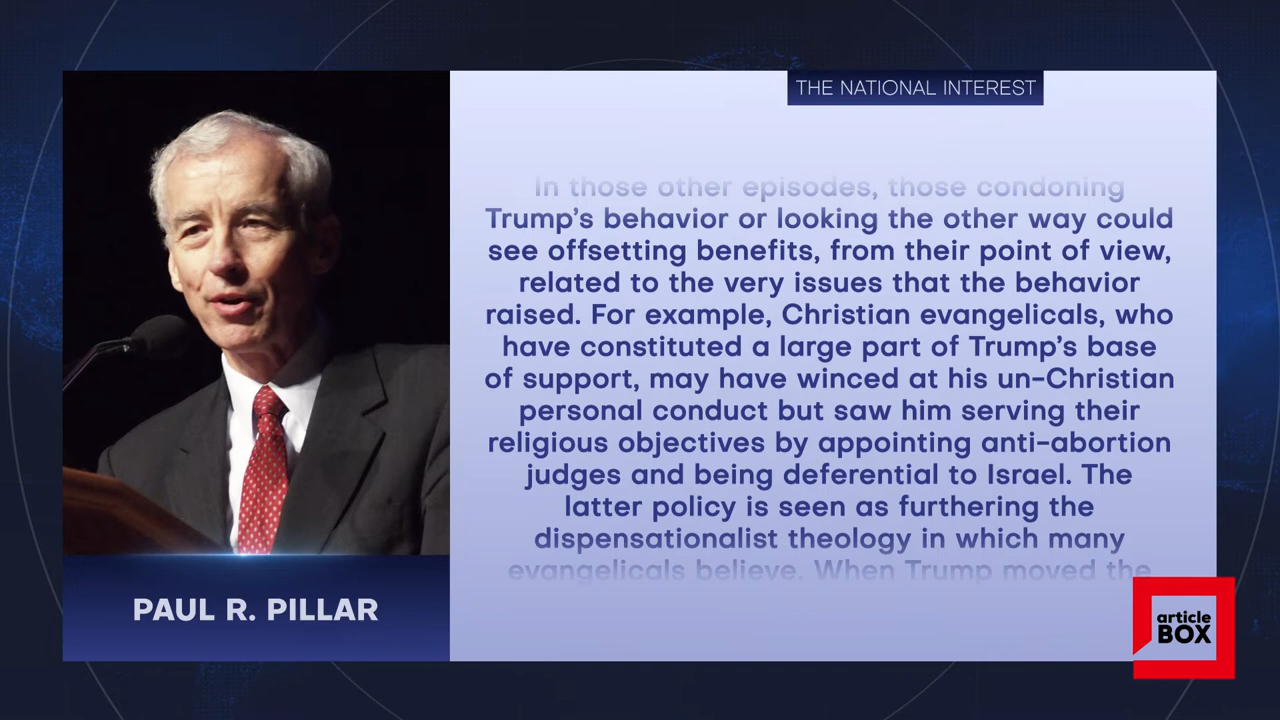 THE NATIONAL INTEREST
In those other episodes, those condoning
Trump's behavior or looking the other way could
see offsetting benefits, from their point of view,
related to the very issues that the behavior
raised. For example, Christian evangelicals, who
have constituted a large part of Trump's base
of support, may have winced at his un-Christian
personal conduct but saw him serving their
religious objectives by appointing anti-abortion
judges and being deferential to Israel. The
latter policy is seen as furthering the
dispensationalist theology in which many
evangelicals believe. When Trump moved the
PAUL R. PILLAR
article
BOX